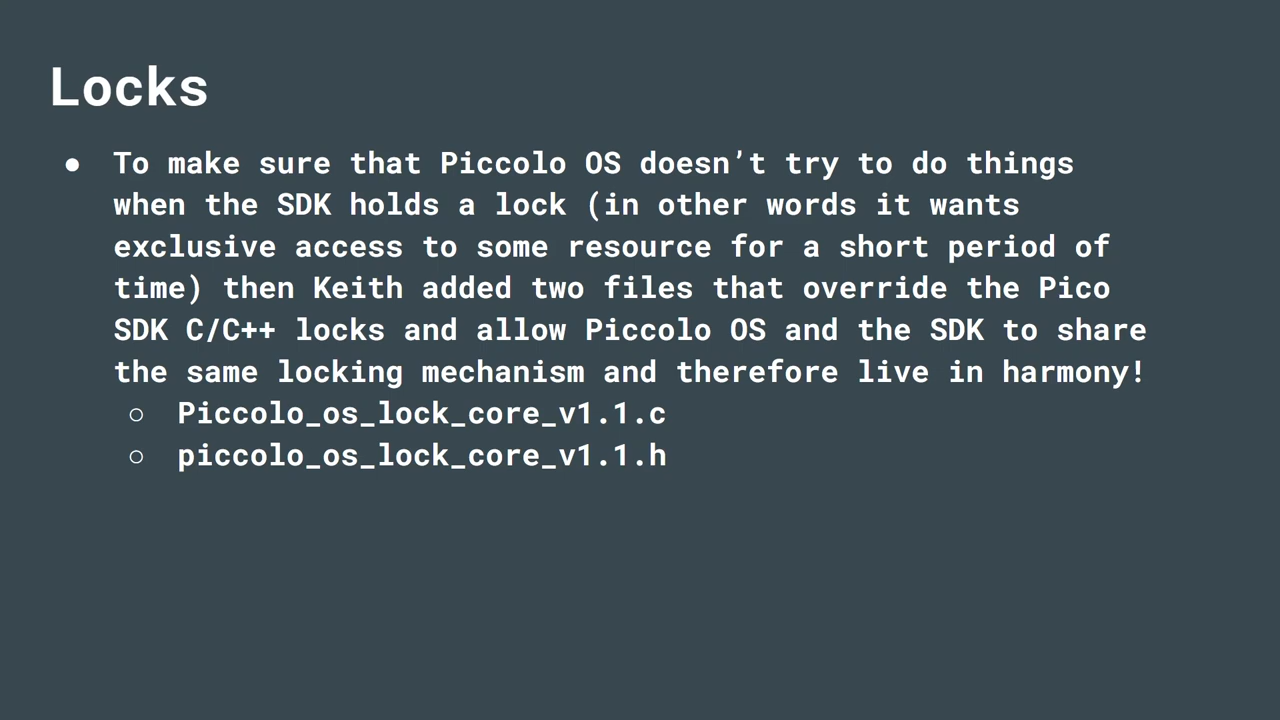 Locks
● To make sure that Piccolo OS doesn’t try to do things
when the SDK holds a lock (in other words it wants
exclusive access to some resource for a short period of
time) then Keith added two files that override the Pico
SDK C/C++ locks and allow Piccolo OS and the SDK to share
the same locking mechanism and therefore live in harmony!
○ Piccolo_os_lock_core_v1.1.c
○ piccolo_os_lock_core_v1.1.h